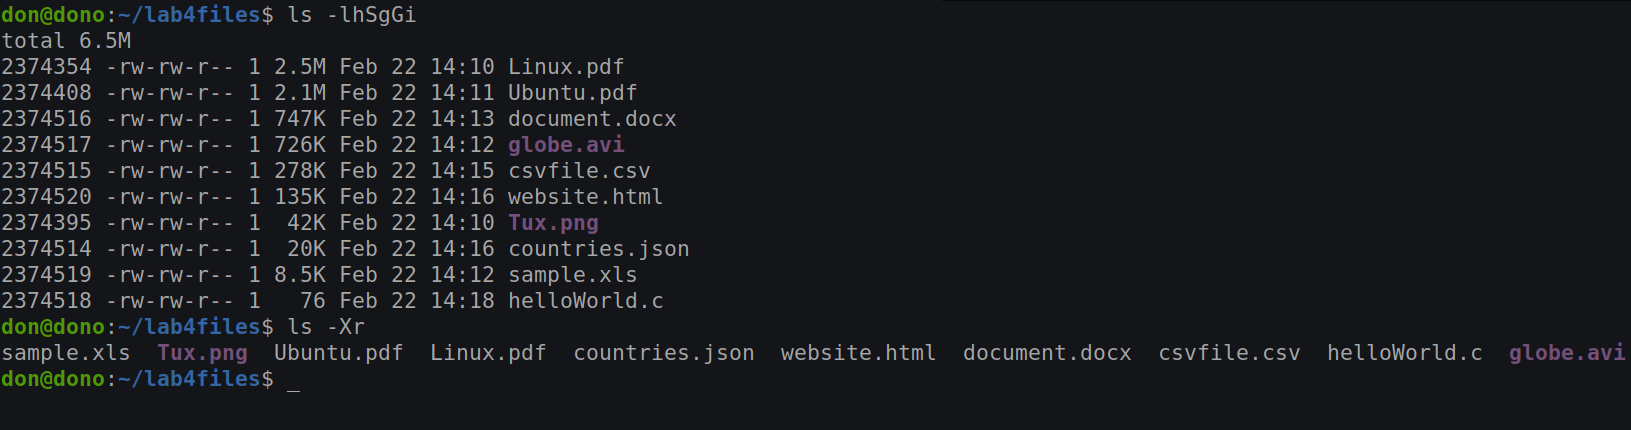 don@dono:~/lab4files$ ls -lhSgGi
total 6.5M
2374354 -rw-rw-r-- 1 2.5M Feb 22 14:10 Linux.pdf
2374408 -rw-rw-r-- 1 2.1M Feb 22 14:11 Ubuntu.pdf
2374516 -rw-rw-r-- 1 747K Feb 22 14:13 document.docx
2374517 -rw-rw-r-- 1 726K Feb 22 14:12 globe.avi
2374515 -rw-rw-r-- 1 278K Feb 22 14:15 csvfile.csv
2374520 -rw-rw-r-- 1 135K Feb 22 14:16 website.html
2374395 -rw-rw-r-- 1  42K Feb 22 14:10 Tux.png
2374514 -rw-rw-r-- 1  20K Feb 22 14:16 countries.json
2374519 -rw-rw-r-- 1 8.5K Feb 22 14:12 sample.xls
2374518 -rw-rw-r-- 1   76 Feb 22 14:18 helloWorld.c
don@dono:~/lab4files$ ls -Xr
sample.xls  Tux.png  Ubuntu.pdf  Linux.pdf  countries.json  website.html  document.docx  csvfile.csv  helloWorld.c  globe.avi
don@dono:~/lab4files$ _